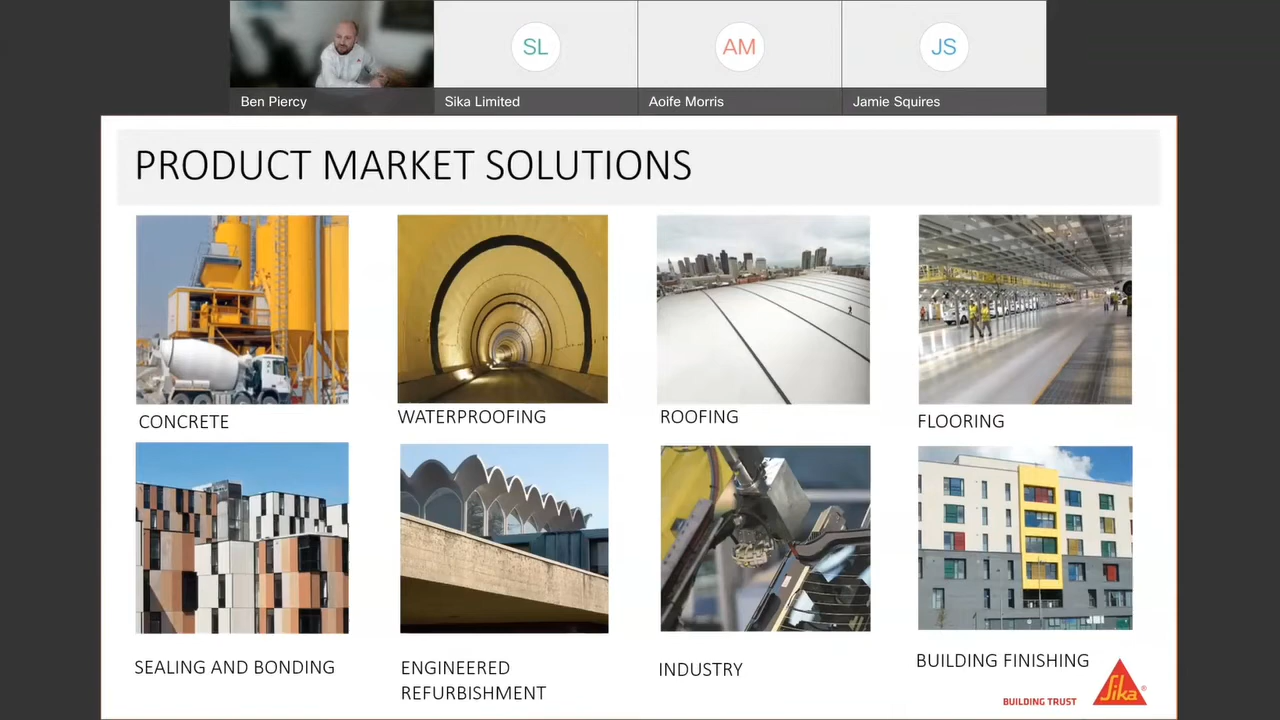 SL
AM
JS
Ben Piercy
Sika Limited
Aoife Morris
Jamie Squires
PRODUCT MARKET SOLUTIONS
CONCRETE
WATERPROOFING
ROOFING
FLOORING
SEALING AND BONDING
ENGINEERED
REFURBISHMENT
INDUSTRY
BUILDING FINISHING
BUILDING TRUST
Sika®